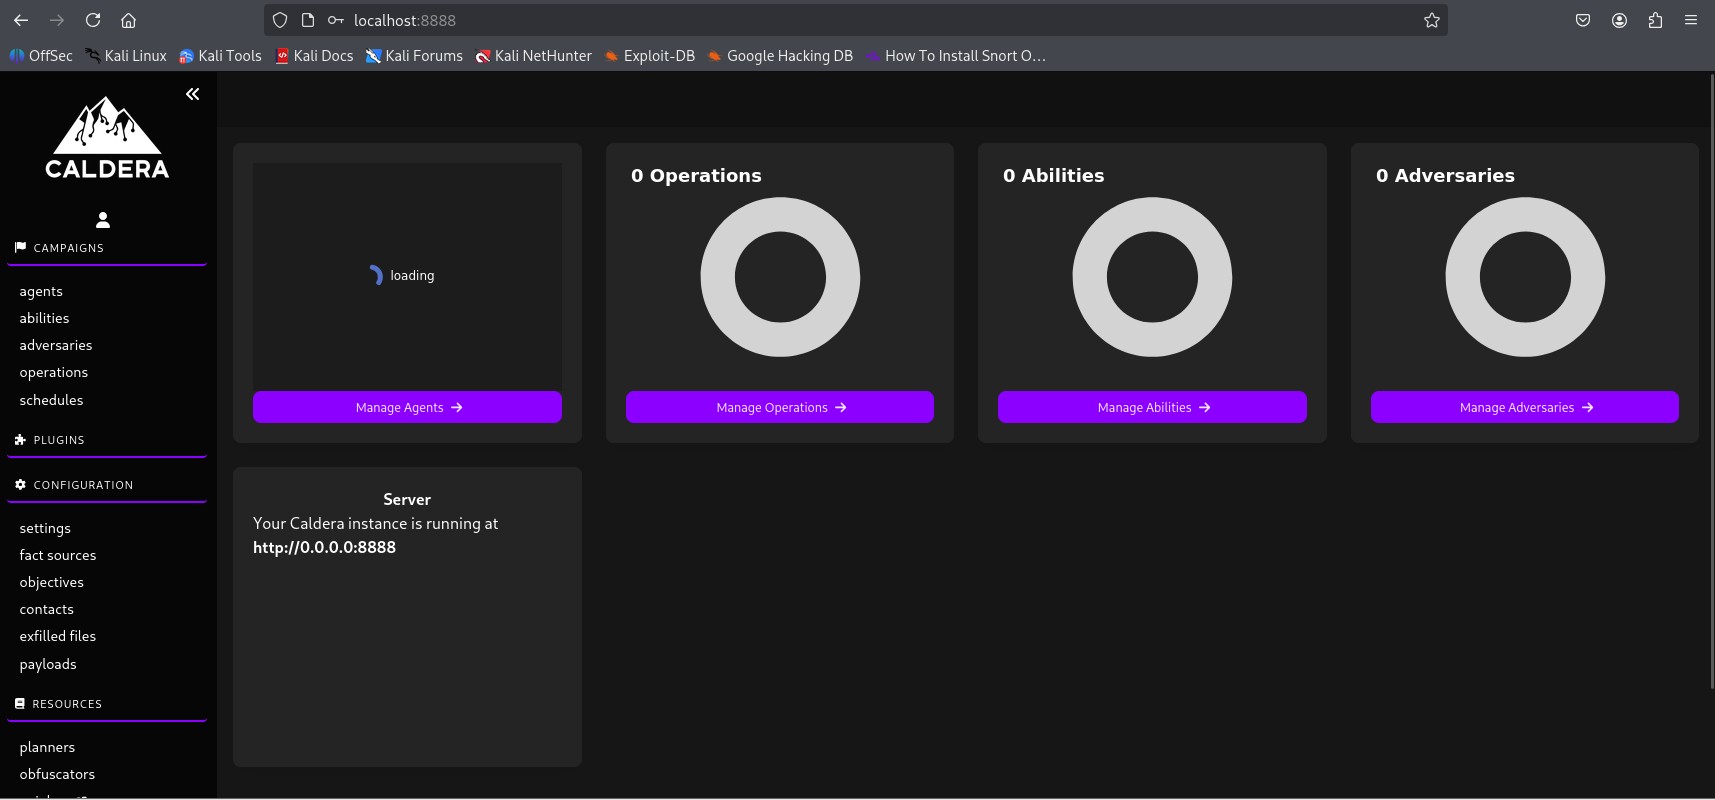 localhost:8888
OffSec Kali Linux Kali Tools Kali Docs Kali Forums Kali NetHunter Exploit-DB Google Hacking DB How To Install Snort O…
CALDERA
CAMPAIGNS
agents
abilities
adversaries
operations
schedules
PLUGINS
CONFIGURATION
settings
fact sources
objectives
contacts
exfilled files
payloads
RESOURCES
planners
obfuscators
loading
Manage Agents →
0 Operations
Manage Operations →
0 Abilities
Manage Abilities →
0 Adversaries
Manage Adversaries →
Server
Your Caldera instance is running at
http://0.0.0.0:8888